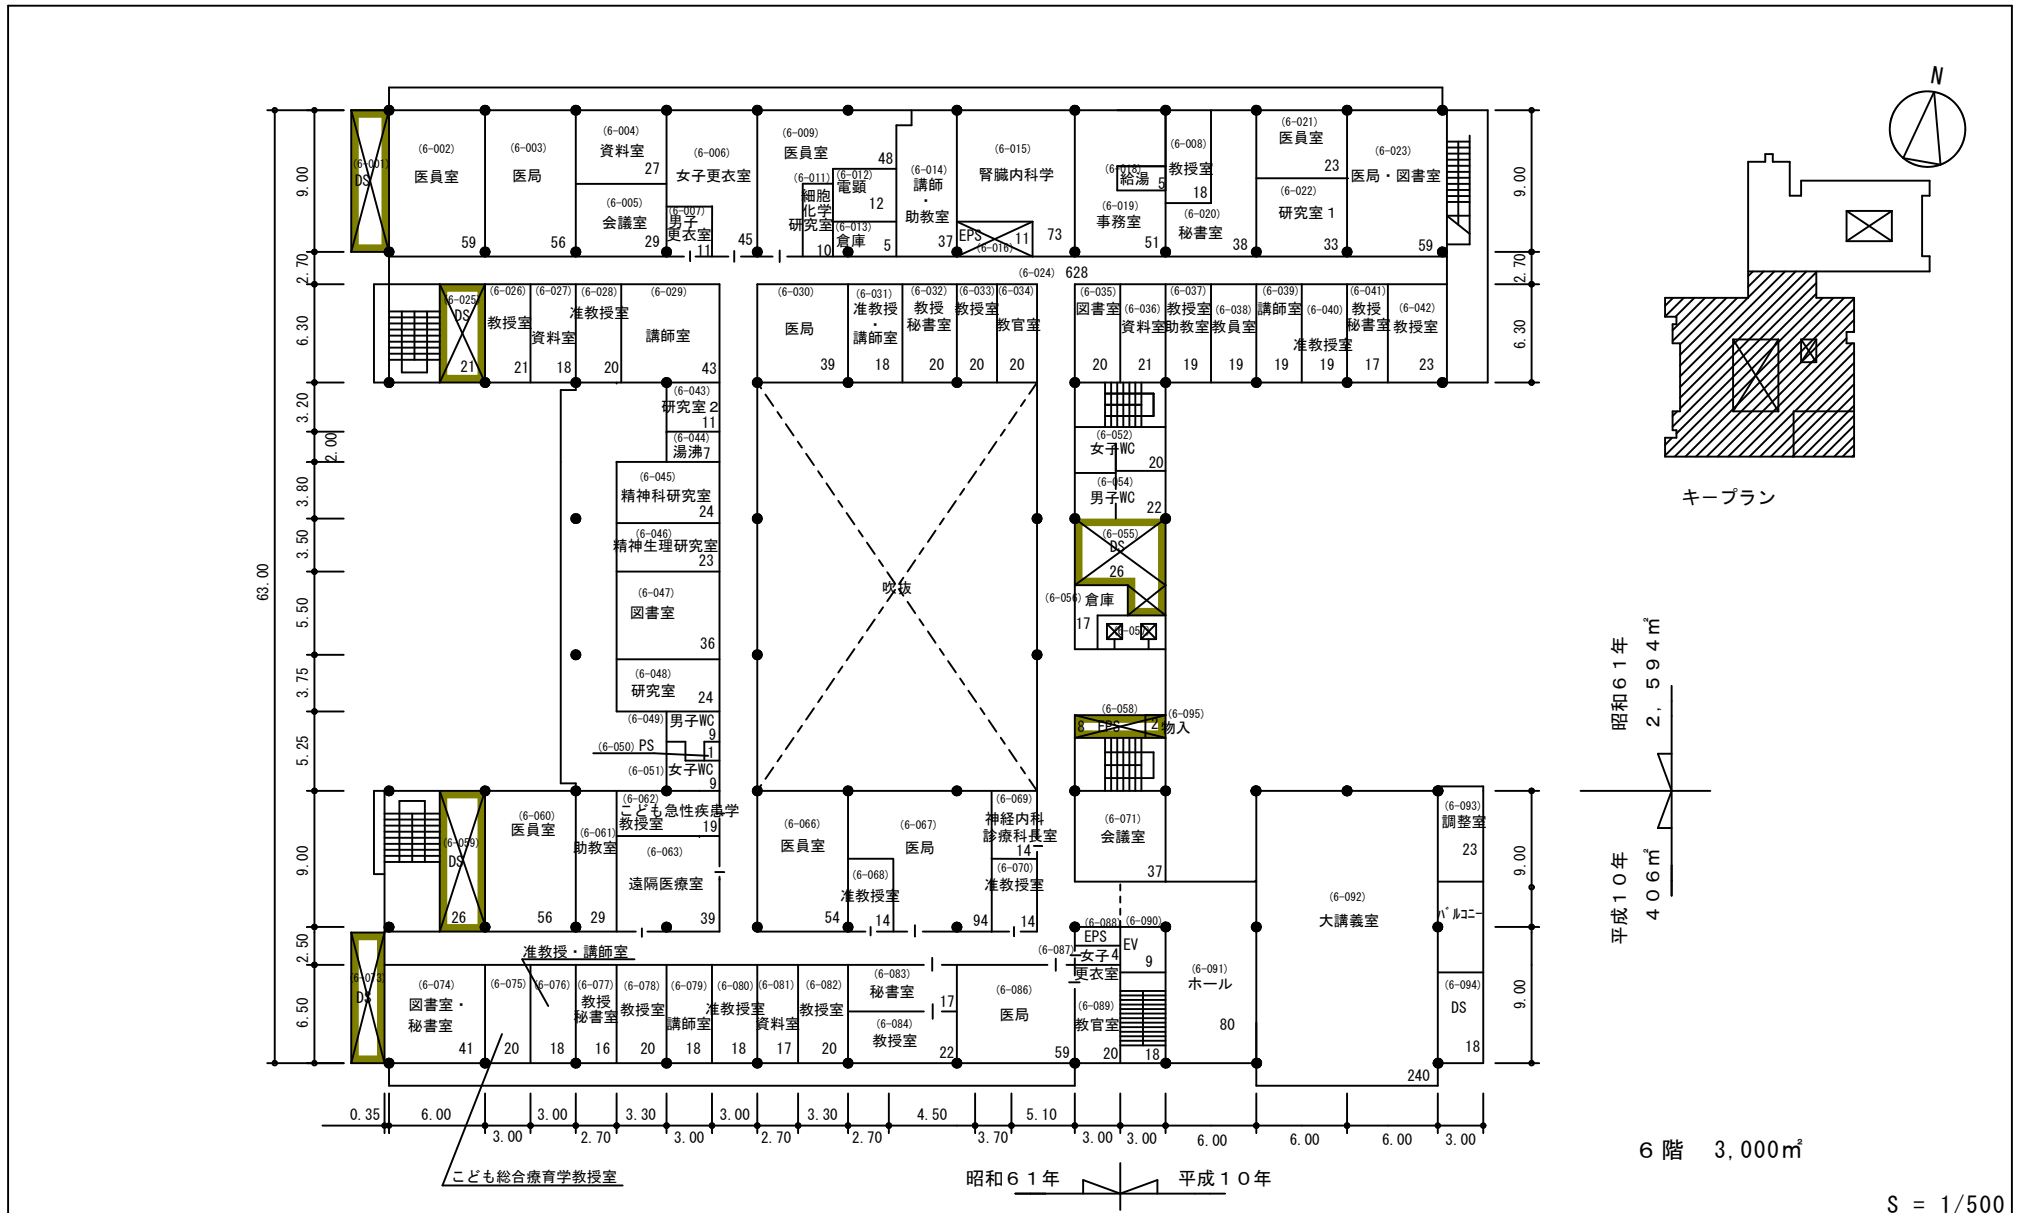 N
キープラン
(6-001)
DS
(6-002)
医員室
59
(6-003)
医局
56
(6-004)
資料室
27
(6-005)
会議室
29
(6-006)
女子更衣室
45
(6-007)
男子
更衣室
11
(6-009)
医員室
48
(6-011)
細胞
化学
研究室
10
(6-012)
電顕
12
(6-013)
倉庫
5
(6-014)
講師
・
助教室
37
(6-015)
腎臓内科学
73
EPS
11
(6-016)
(6-018)
給湯
5
(6-019)
事務室
51
(6-008)
教授室
18
(6-020)
秘書室
38
(6-021)
医員室
23
(6-022)
研究室1
33
(6-023)
医局・図書室
59
(6-024) 628
(6-025)
DS
21
(6-026)
教授室
21
(6-027)
資料室
18
(6-028)
准教授室
20
(6-029)
講師室
43
(6-030)
医局
39
(6-031)
准教授
・
講師室
18
(6-032)
教授
秘書室
20
(6-033)
教授室
20
(6-034)
教官室
20
(6-035)
図書室
20
(6-036)
資料室
21
(6-037)
教授室
助教室
19
(6-038)
教員室
19
(6-039)
講師室
19
(6-040)
准教授室
19
(6-041)
教授
秘書室
17
(6-042)
教授室
23
(6-043)
研究室2
11
(6-044)
湯沸7
(6-045)
精神科研究室
24
(6-046)
精神生理研究室
23
(6-047)
図書室
36
(6-048)
研究室
24
(6-049) 男子WC
9
(6-050) PS
1
(6-051) 女子WC
9
吹抜
(6-052)
女子WC
20
(6-054)
男子WC
22
(6-055)
DS
26
(6-056) 倉庫
17
(6-058)
8 EPS 2
(6-095)
物入
(6-059)
DS
26
(6-060)
医員室
56
(6-061)
助教室
29
(6-062)
こども急性疾患学
教授室
19
(6-063)
遠隔医療室
39
(6-066)
医員室
54
(6-067)
医局
94
(6-068)
准教授室
14
(6-069)
神経内科
診療科長室
14
(6-070)
准教授室
14
(6-071)
会議室
37
(6-073)
DS
(6-074)
図書室・
秘書室
41
(6-075)
20
(6-076)
18
准教授・講師室
こども総合療育学教授室
(6-077)
教授
秘書室
16
(6-078)
教授室
20
(6-079)
講師室
18
(6-080)
准教授室
18
(6-081)
資料室
17
(6-082)
教授室
20
(6-083)
秘書室
17
(6-084)
教授室
22
(6-086)
医局
59
(6-087)
女子4
更衣室
(6-088)
EPS
(6-089)
教官室
20
(6-090)
EV
9
18
(6-091)
ホール
80
(6-092)
大講義室
240
(6-093)
調整室
23
バルコニー
(6-094)
DS
18
63.00
9.00
2.70
6.30
3.20
2.00
3.80
3.50
5.50
3.75
5.25
9.00
2.50
6.50
9.00
2.70
6.30
9.00
9.00
0.35 6.00 3.00 3.30 3.00 3.30 4.50 5.10
3.00 2.70 3.00 2.70 2.70 3.70 3.00 3.00 6.00 6.00 6.00 3.00
昭和61年
2,594㎡
平成10年
406㎡
昭和61年 平成10年
6階 3,000㎡
S = 1/500